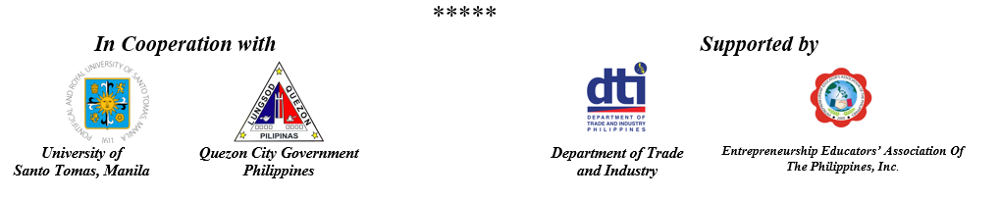 *****
In Cooperation with
Supported by
PONTIFICAL AND ROYAL UNIVERSITY OF SANTO TOMAS, MANILA
1611
LUNGSOD QUEZON
PILIPINAS
dti
DEPARTMENT OF
TRADE AND INDUSTRY
PHILIPPINES
University of
Santo Tomas, Manila
Quezon City Government
Philippines
Department of Trade
and Industry
Entrepreneurship Educators’ Association Of
The Philippines, Inc.